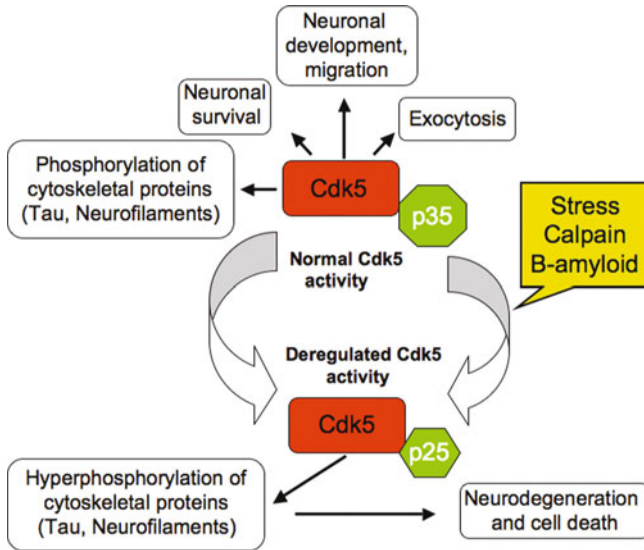 Neuronal
development,
migration
Neuronal
survival
Exocytosis
Phosphorylation of
cytoskeletal proteins
(Tau, Neurofilaments)
Cdk5
p35
Stress
Calpain
B-amyloid
Normal Cdk5
activity
Deregulated Cdk5
activity
Cdk5
p25
Hyperphosphorylation of
cytoskeletal proteins
(Tau, Neurofilaments)
Neurodegeneration
and cell death